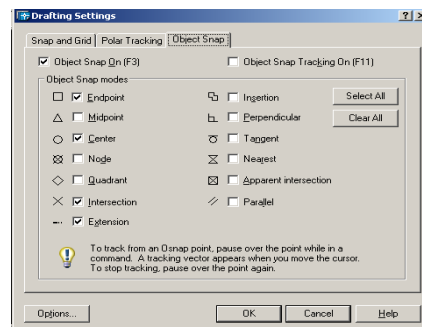 Drafting Settings
Snap and Grid Polar Tracking Object Snap
Object Snap On (F3) Object Snap Tracking On (F11)
Object Snap modes
Endpoint Insertion Select All
Midpoint Perpendicular Clear All
Center Tangent
Node Nearest
Quadrant Apparent intersection
Intersection Parallel
Extension
To track from an Osnap point, pause over the point while in a
command. A tracking vector appears when you move the cursor.
To stop tracking, pause over the point again.
Options... OK Cancel Help